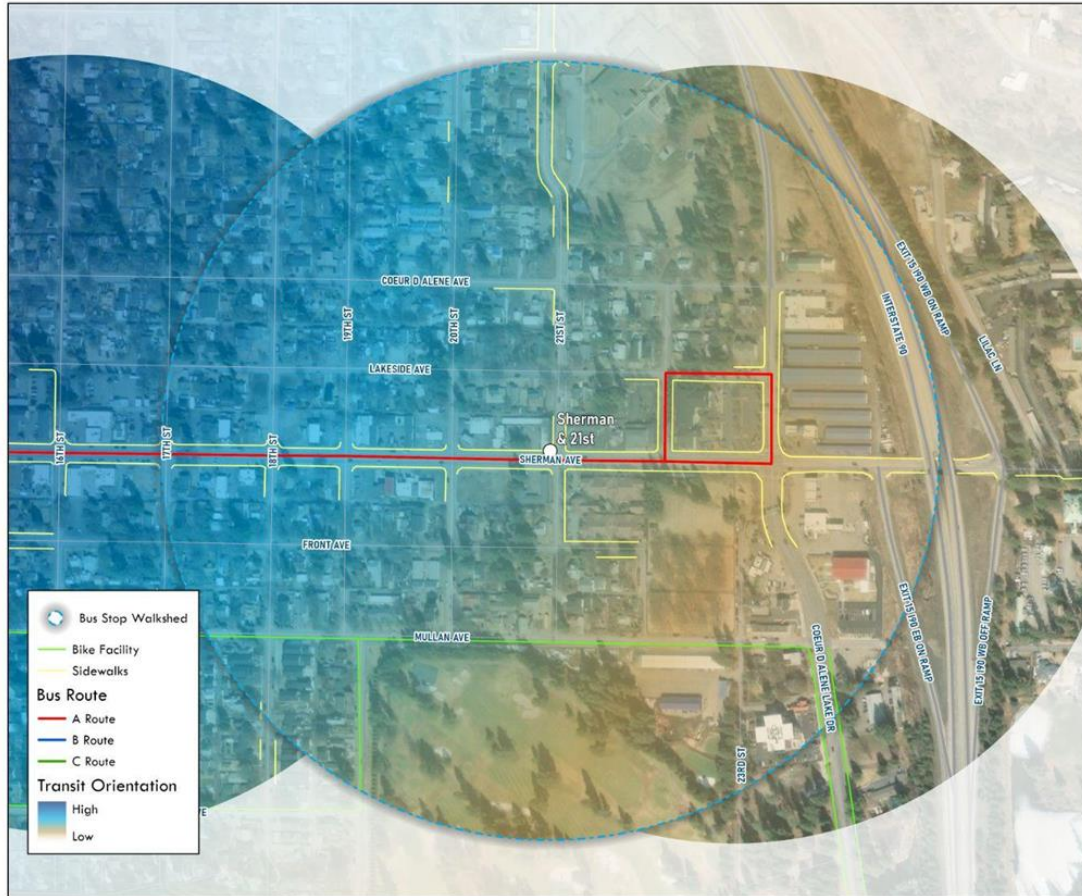 COEUR D ALENE AVE
19TH ST
20TH ST
21ST ST
LAKESIDE AVE
INTERSTATE 90
EXIT 15 I90 WB ON RAMP
LILAC LN
16TH ST
17TH ST
18TH ST
Sherman
& 21st
SHERMAN AVE
FRONT AVE
MULLAN AVE
COEUR D ALENE LAKE DR
23RD ST
EXIT 15 I90 EB ON RAMP
EXIT 15 I90 WB OFF RAMP
Bus Stop Walkshed
Bike Facility
Sidewalks
Bus Route
A Route
B Route
C Route
Transit Orientation
High
Low